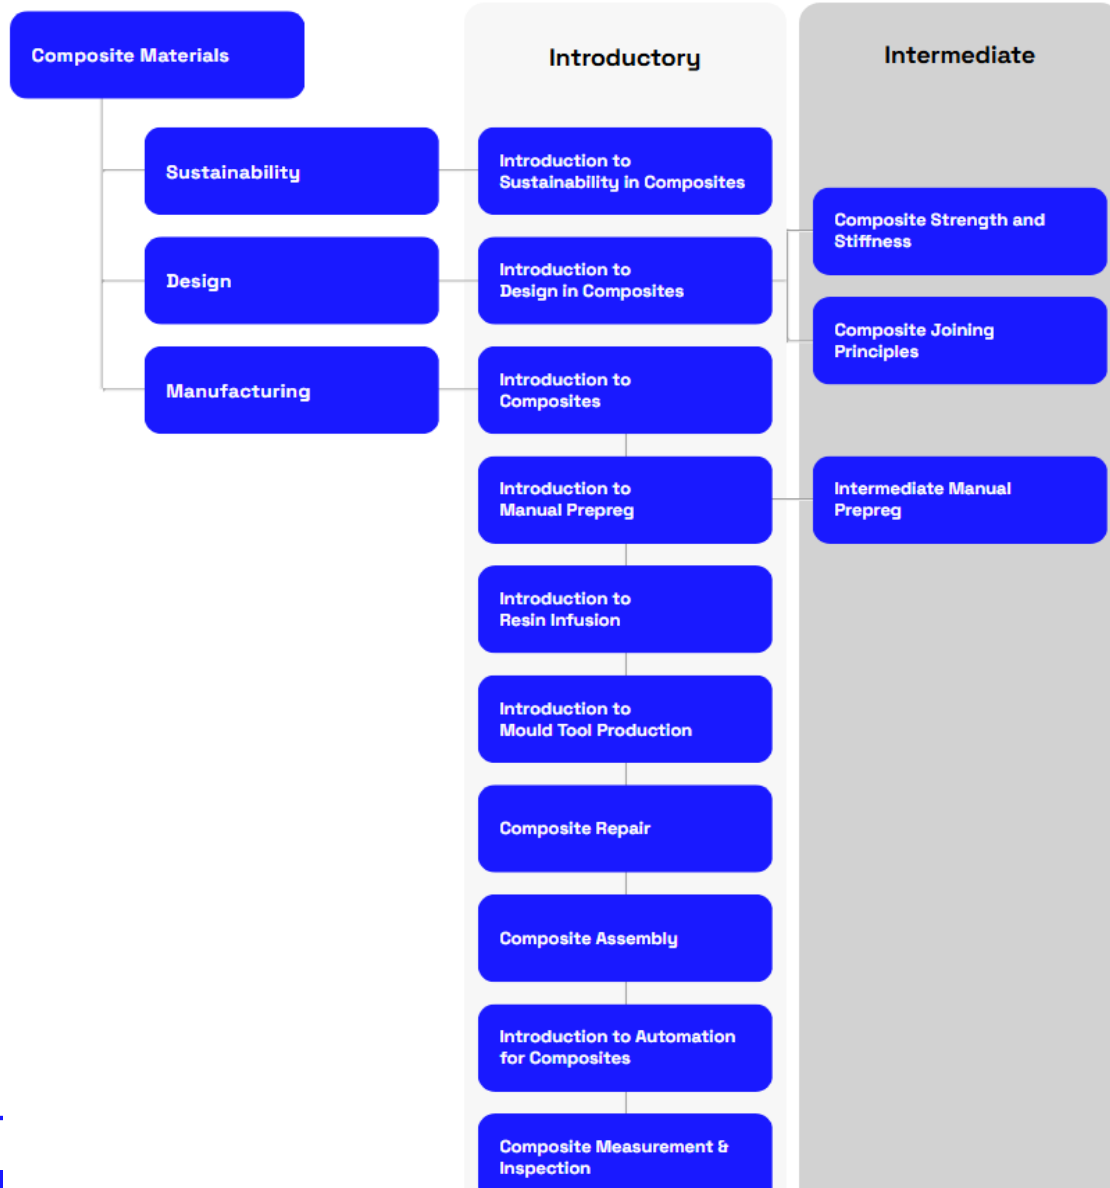 Composite Materials
Introductory
Intermediate
Sustainability
Introduction to
Sustainability in Composites
Composite Strength and
Stiffness
Design
Introduction to
Design in Composites
Composite Joining
Principles
Manufacturing
Introduction to
Composites
Introduction to
Manual Prepreg
Intermediate Manual
Prepreg
Introduction to
Resin Infusion
Introduction to
Mould Tool Production
Composite Repair
Composite Assembly
Introduction to Automation
for Composites
Composite Measurement &
Inspection